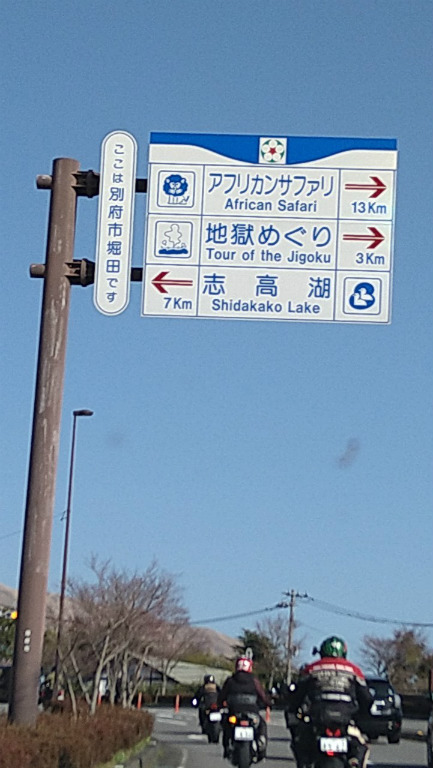 ここは別府市堀田です
アフリカンサファリ
African Safari
13Km
地獄めぐり
Tour of the Jigoku
3Km
志高湖
Shidakako Lake
7Km